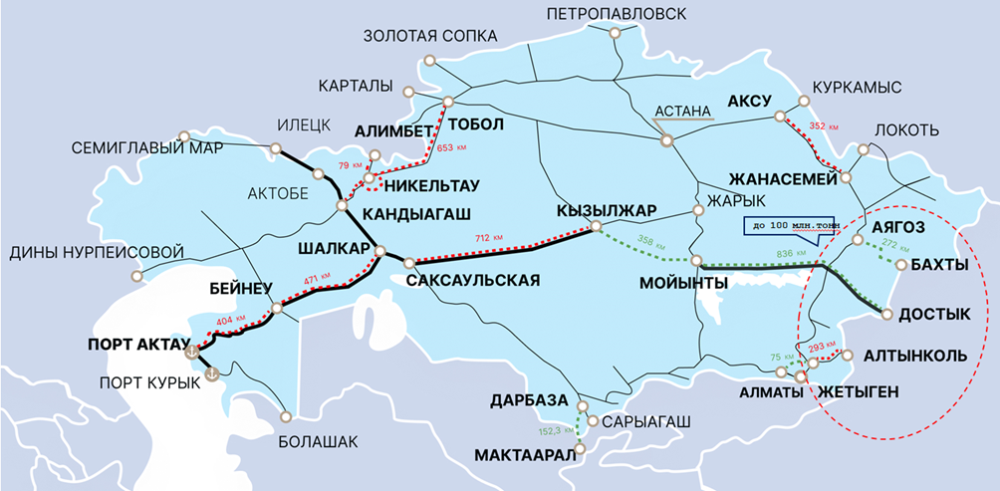 ПЕТРОПАВЛОВСК
ЗОЛОТАЯ СОПКА
КАРТАЛЫ
КУРКАМЫС
АКСУ
АСТАНА
ИЛЕЦК
АЛИМБЕТ
ТОБОЛ
352 км
ЛОКОТЬ
СЕМИГЛАВЫЙ МАР
653 км
79 км
АКТОБЕ
НИКЕЛЬТАУ
ЖАНАСЕМЕЙ
КАНДЫАГАШ
КЫЗЫЛЖАР
ЖАРЫК
до 100 млн.тонн
АЯГОЗ
ДИНЫ НУРПЕИСОВОЙ
ШАЛКАР
712 км
358 км
836 км
272 км
БАХТЫ
САКСАУЛЬСКАЯ
МОЙЫНТЫ
БЕЙНЕУ
471 км
404 км
ДОСТЫК
ПОРТ АКТАУ
293 км
75 км
АЛТЫНКОЛЬ
ПОРТ КУРЫК
АЛМАТЫ
ЖЕТЫГЕН
ДАРБАЗА
САРЫАГАШ
152,3 км
БОЛАШАК
МАКТААРАЛ